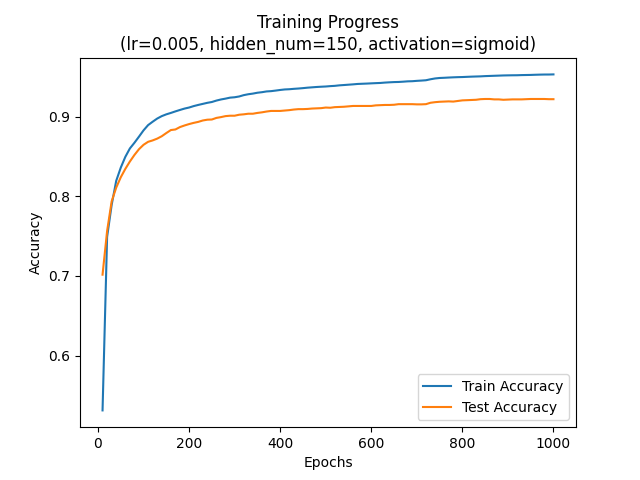 Training Progress
(lr=0.005, hidden_num=150, activation=sigmoid)
Accuracy
0.9
0.8
0.7
0.6
Train Accuracy
Test Accuracy
0
200
400
600
800
1000
Epochs